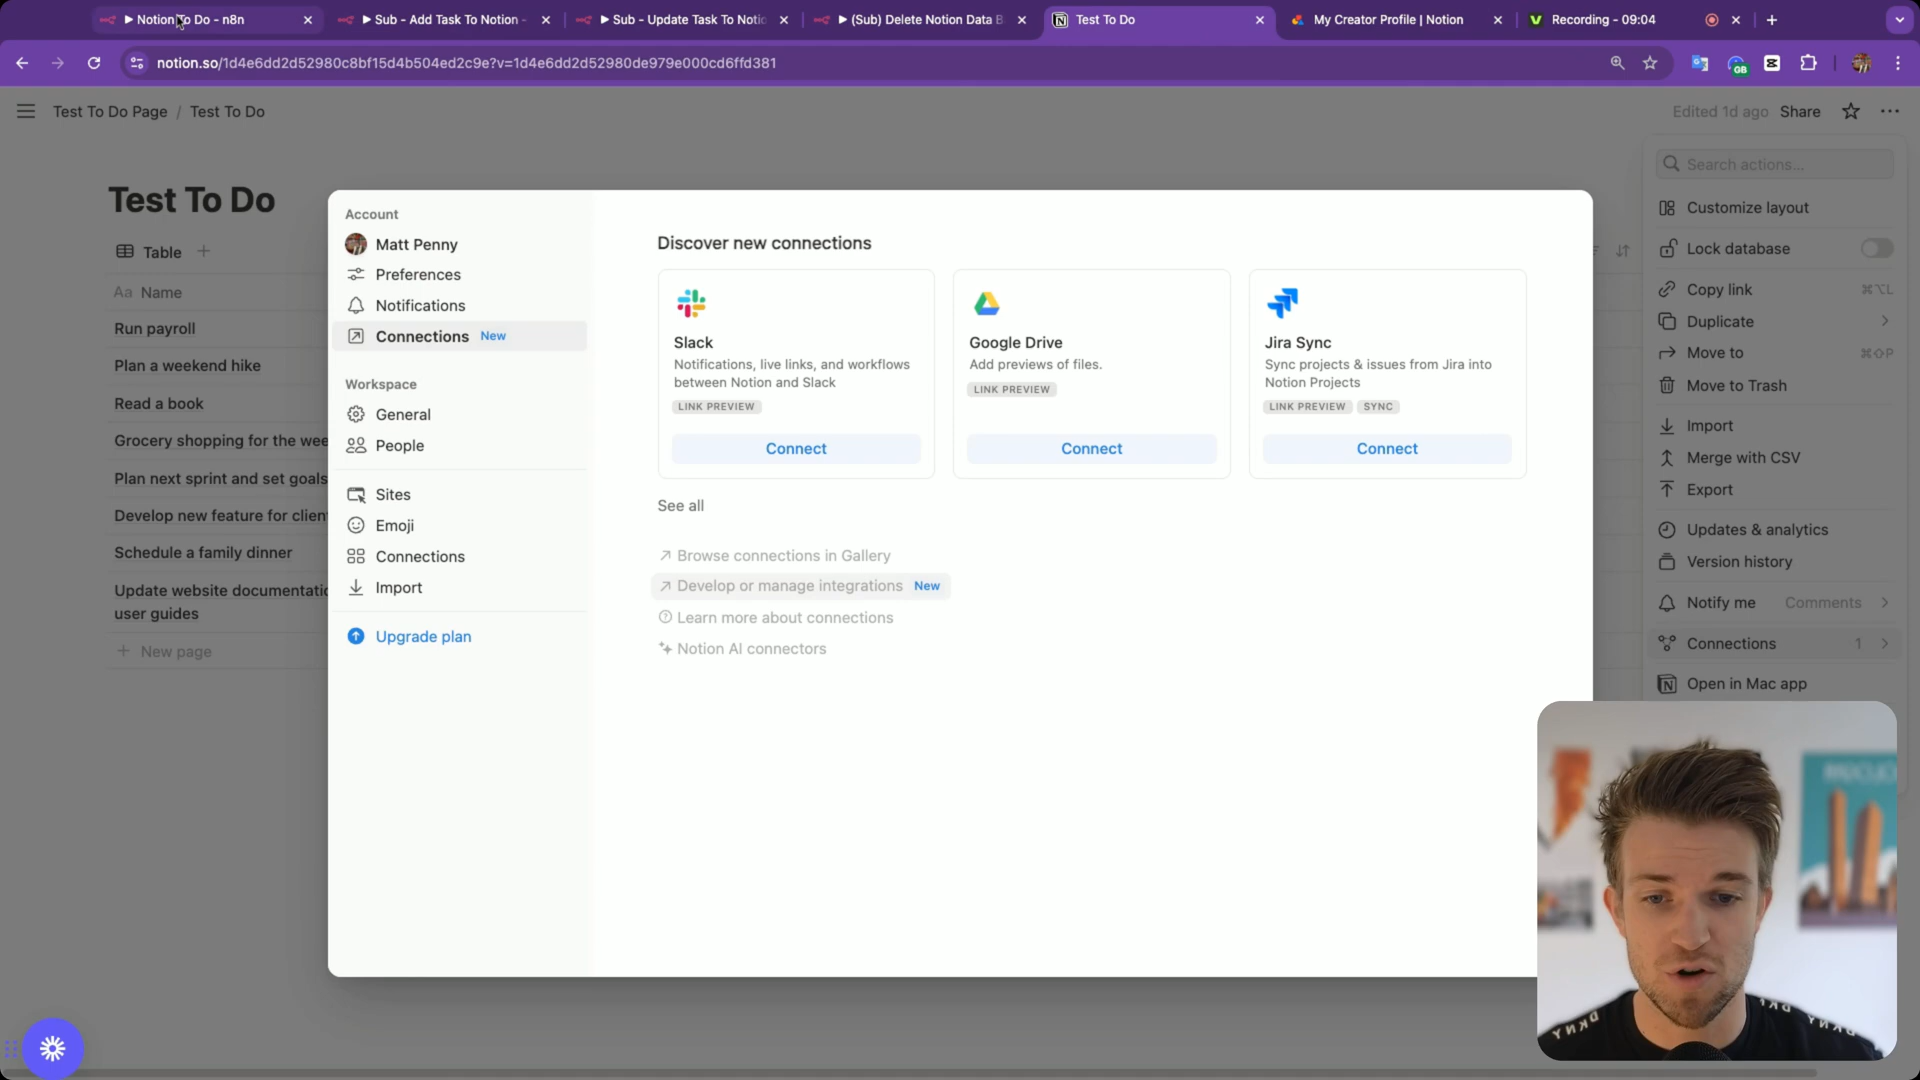 Notion To Do - n8n
Sub - Add Task To Notion -
Sub - Update Task To Notio
(Sub) Delete Notion Data B
Test To Do
My Creator Profile | Notion
Recording - 09:04
notion.so/1d4e6dd2d52980c8bf15d4b504ed2c9e?v=1d4e6dd2d52980de979e000cd6ffd381
GB
Test To Do Page / Test To Do
Edited 1d ago
Share
Test To Do
Table
Aa Name
Run payroll
Plan a weekend hike
Read a book
Grocery shopping for the wee
Plan next sprint and set goals
Develop new feature for client
Schedule a family dinner
Update website documentatio
user guides
New page
Account
Matt Penny
Preferences
Notifications
Connections New
Workspace
General
People
Sites
Emoji
Connections
Import
Upgrade plan
Discover new connections
Slack
Notifications, live links, and workflows
between Notion and Slack
LINK PREVIEW
Connect
Google Drive
Add previews of files.
LINK PREVIEW
Connect
Jira Sync
Sync projects & issues from Jira into
Notion Projects
LINK PREVIEW SYNC
Connect
See all
Browse connections in Gallery
Develop or manage integrations New
Learn more about connections
Notion AI connectors
Search actions...
Customize layout
Lock database
Copy link ⌘⌥L
Duplicate
Move to ⌘⇧P
Move to Trash
Import
Merge with CSV
Export
Updates & analytics
Version history
Notify me Comments
Connections 1
Open in Mac app
DKNY
DKNY